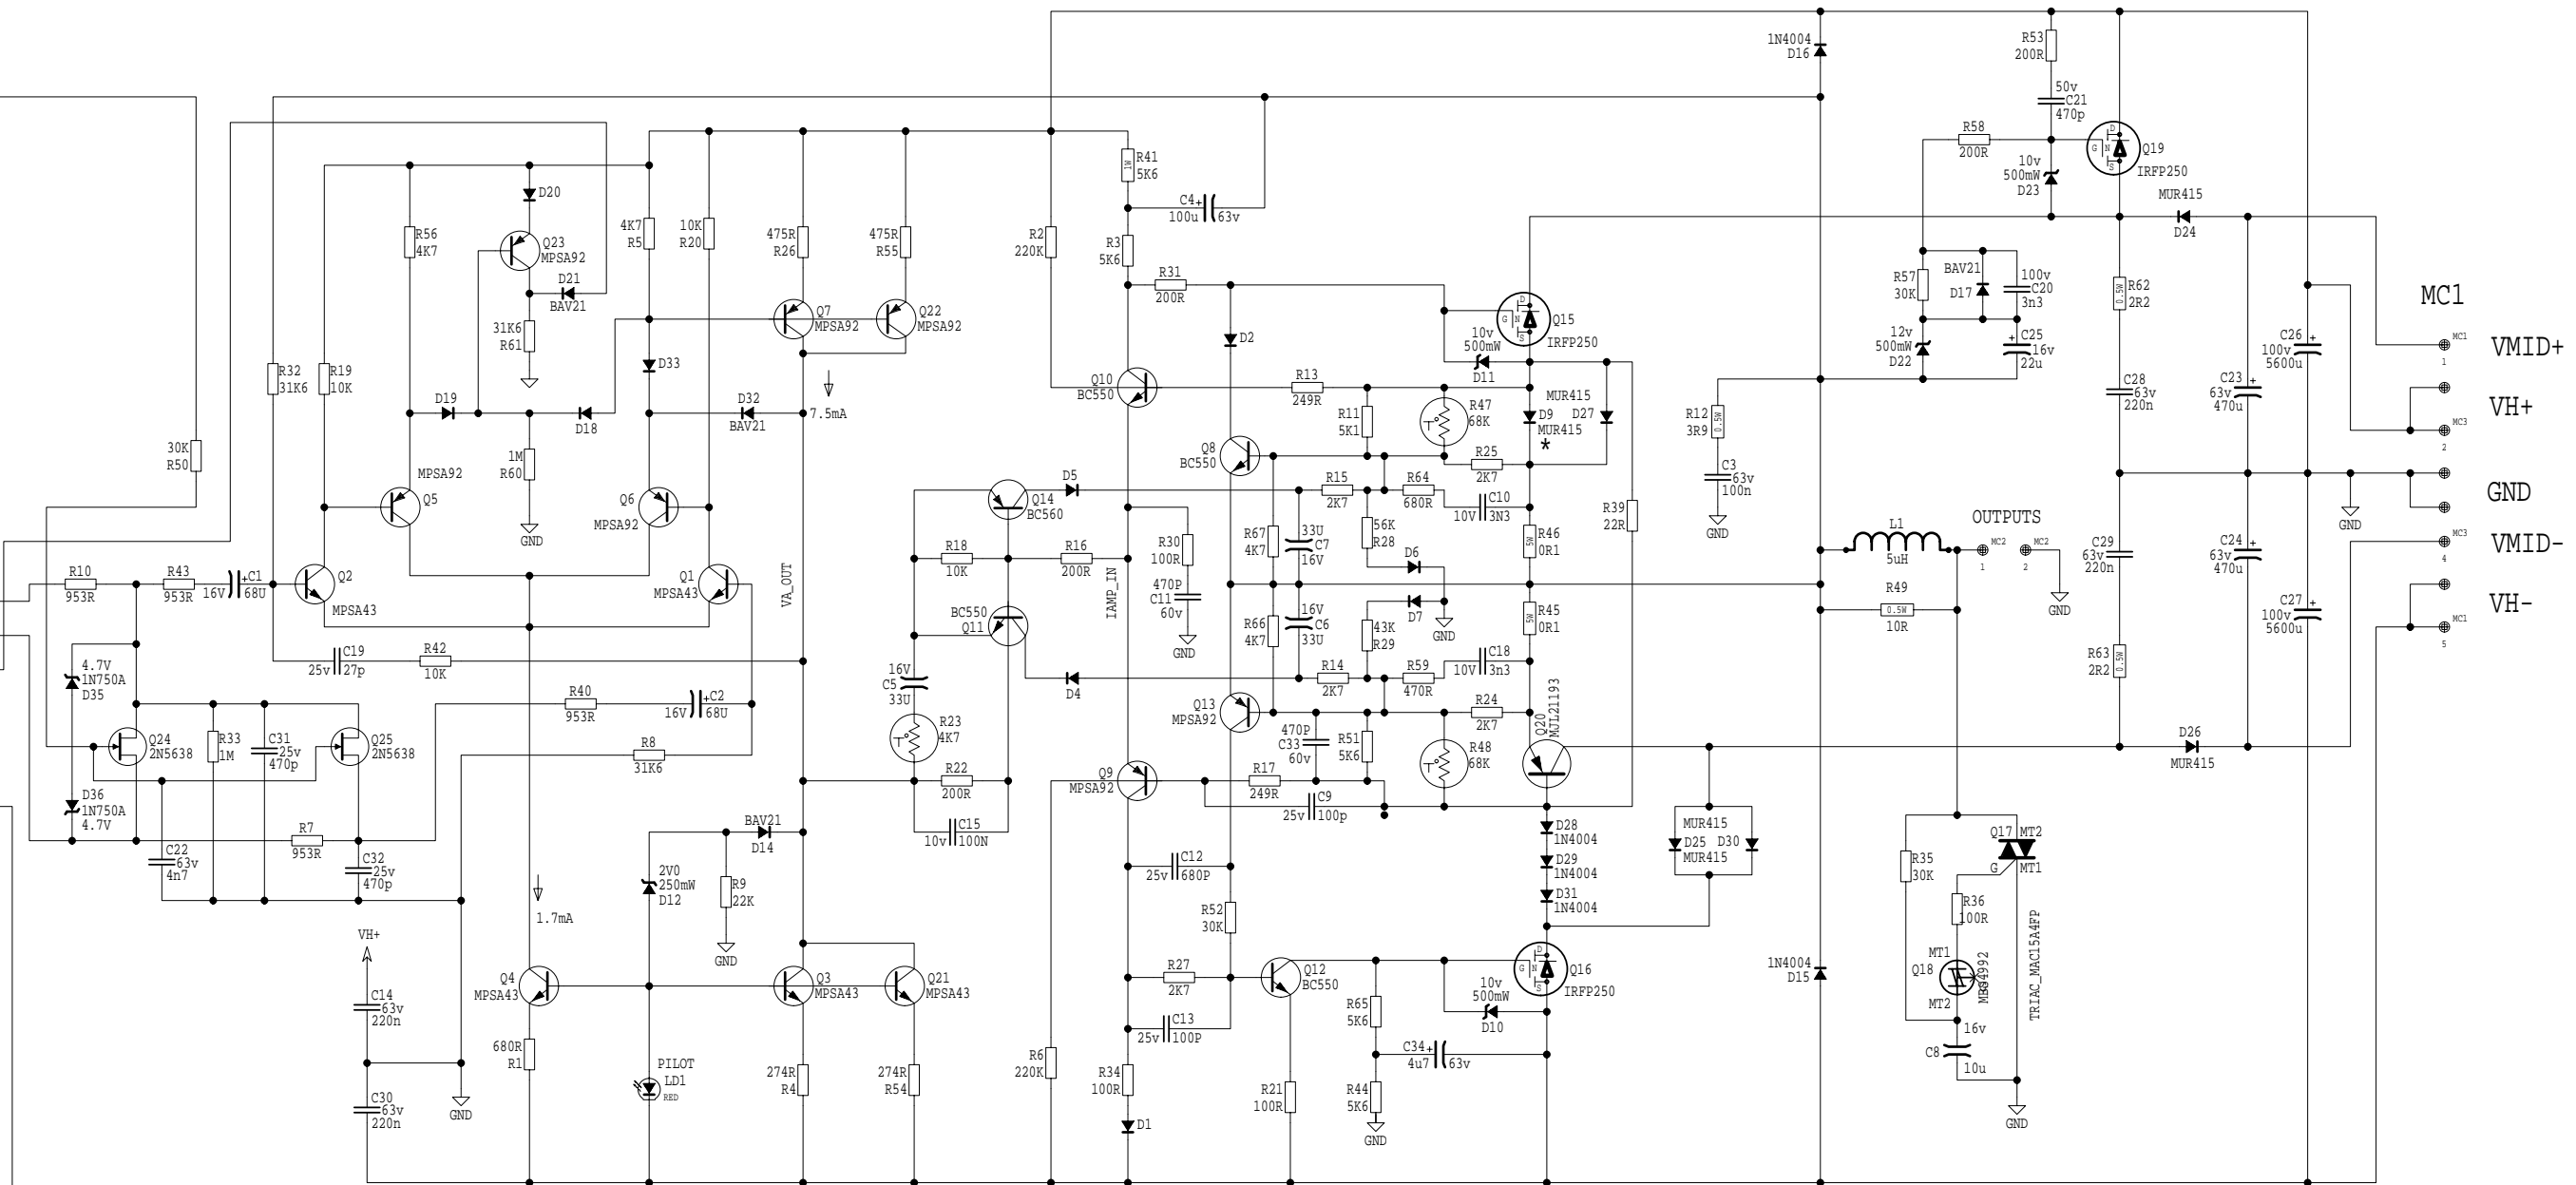 1N4004
D16
R53
200R
50v
C21
470p
R58
200R
10v
500mW
D23
D
G
N
S
Q19
IRFP250
MUR415
D24
R41
1W
5K6
C4+
100u
63v
D20
R56
4K7
Q23
MPSA92
D21
BAV21
4K7
R5
10K
R20
475R
R26
475R
R55
R2
220K
R3
5K6
R31
200R
R57
30K
BAV21
D17
100v
C20
3n3
0.5W
R62
2R2
MC1
31K6
R61
Q7
MPSA92
Q22
MPSA92
D2
10v
500mW
D11
D
G
N
S
Q15
IRFP250
12v
500mW
D22
+
C25
16v
22u
C26
100v
5600u
+
MC1
1
VMID+
R32
31K6
R19
10K
D33
D19
D18
D32
BAV21
7.5mA
Q10
BC550
R13
249R
R11
5K1
T°
R47
68K
MUR415
D9
D27
MUR415
*
R12
0.5W
3R9
C28
63v
220n
C23
63v
470u
+
VH+
MC3
2
30K
R50
MPSA92
1M
R60
Q8
BC550
R25
2K7
C3
63v
100n
Q5
Q6
MPSA92
GND
Q14
BC560
D5
R15
2K7
R64
680R
C10
10V
3N3
R39
22R
GND
GND
GND
R67
4K7
33U
C7
16V
56K
R28
5W
R46
0R1
L1
5uH
OUTPUTS
MC2
1
MC2
2
R10
953R
R43
953R
+C1
16V
68U
Q2
MPSA43
Q1
MPSA43
VA_OUT
R18
10K
R16
200R
IAMP_IN
R30
100R
470P
C11
60v
D6
D7
GND
C29
63v
220n
C24
63v
470u
+
MC3
4
VMID-
BC550
Q11
R66
4K7
16V
C6
33U
43K
R29
5W
R45
0R1
R49
0.5W
10R
GND
C27
100v
5600u
+
VH-
MC1
5
GND
C19
25v
27p
R42
10K
4.7V
1N750A
D35
R40
953R
+C2
16V
68U
16V
C5
33U
D4
R14
2K7
R59
470R
C18
10V
3n3
R63
0.5W
2R2
Q24
2N5638
R33
1M
C31
25v
470p
Q25
2N5638
R8
31K6
T°
R23
4K7
Q13
MPSA92
470P
C33
60v
R51
5K6
R24
2K7
T°
R48
68K
Q20
MJL21193
D26
MUR415
D36
1N750A
4.7V
Q9
MPSA92
R22
200R
R17
249R
C9
25v
100p
R7
953R
C22
63v
4n7
C32
25v
470p
BAV21
D14
C15
10v
100N
D28
1N4004
D29
1N4004
D31
1N4004
MUR415
D25
D30
MUR415
Q17
MT2
MT1
G
R35
30K
2V0
250mW
D12
R9
22K
C12
25v
680P
1.7mA
R52
30K
R36
100R
VH+
GND
TRIAC_MAC15A4FP
Q4
MPSA43
Q3
MPSA43
Q21
MPSA43
R27
2K7
Q12
BC550
D
G
N
S
Q16
IRFP250
1N4004
D15
MT1
Q18
MT2
C14
63v
220n
R65
5K6
10v
500mW
D10
C13
25v
100P
16v
C8
10u
680R
R1
PILOT
LD1
RED
274R
R4
274R
R54
R6
220K
R34
100R
C34+
4u7
63v
R21
100R
R44
5K6
C30
63v
220n
GND
D1
GND
GND